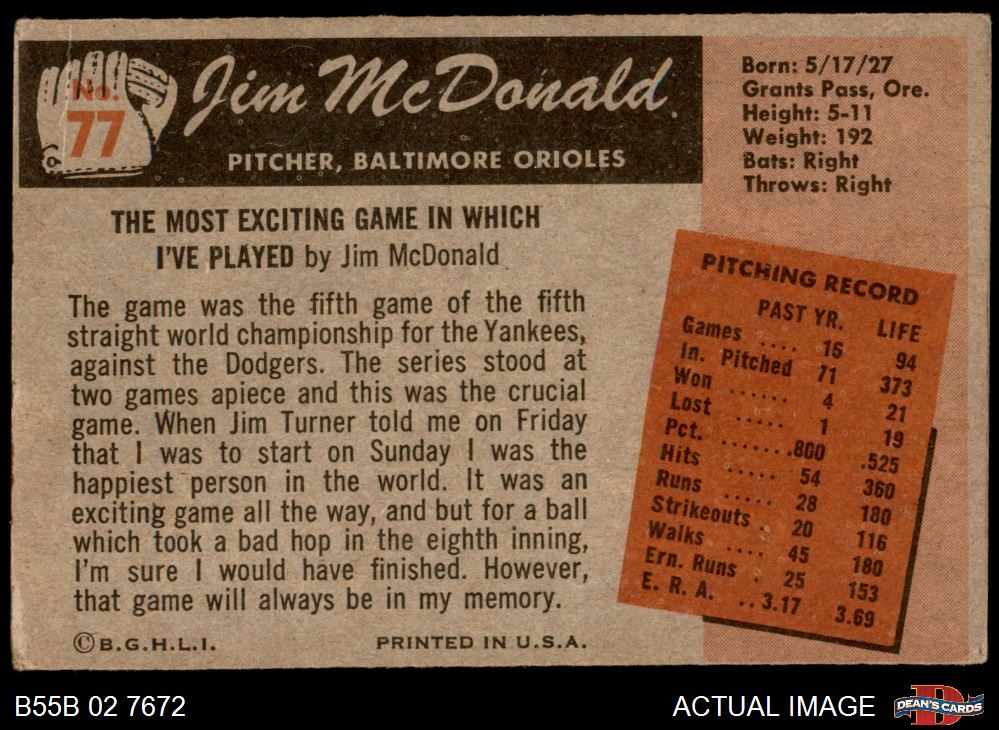 No.
77
Jim McDonald
PITCHER, BALTIMORE ORIOLES
Born: 5/17/27
Grants Pass, Ore.
Height: 5-11
Weight: 192
Bats: Right
Throws: Right
THE MOST EXCITING GAME IN WHICH
I'VE PLAYED by Jim McDonald
The game was the fifth game of the fifth
straight world championship for the Yankees,
against the Dodgers. The series stood at
two games apiece and this was the crucial
game. When Jim Turner told me on Friday
that I was to start on Sunday I was the
happiest person in the world. It was an
exciting game all the way, and but for a ball
which took a bad hop in the eighth inning,
I'm sure I would have finished. However,
that game will always be in my memory.
©B.G.H.L.I. PRINTED IN U.S.A.
PITCHING RECORD
PAST YR. LIFE
Games .... 16 94
In. Pitched 71 373
Won ...... 4 21
Lost ..... 1 19
Pct. .......800 .525
Hits ..... 54 360
Runs ..... 28 180
Strikeouts . 20 116
Walks .... 45 180
Ern. Runs . 25 153
E. R. A. ..3.17 3.69
B55B 02 7672
ACTUAL IMAGE
D
DEAN'S CARDS